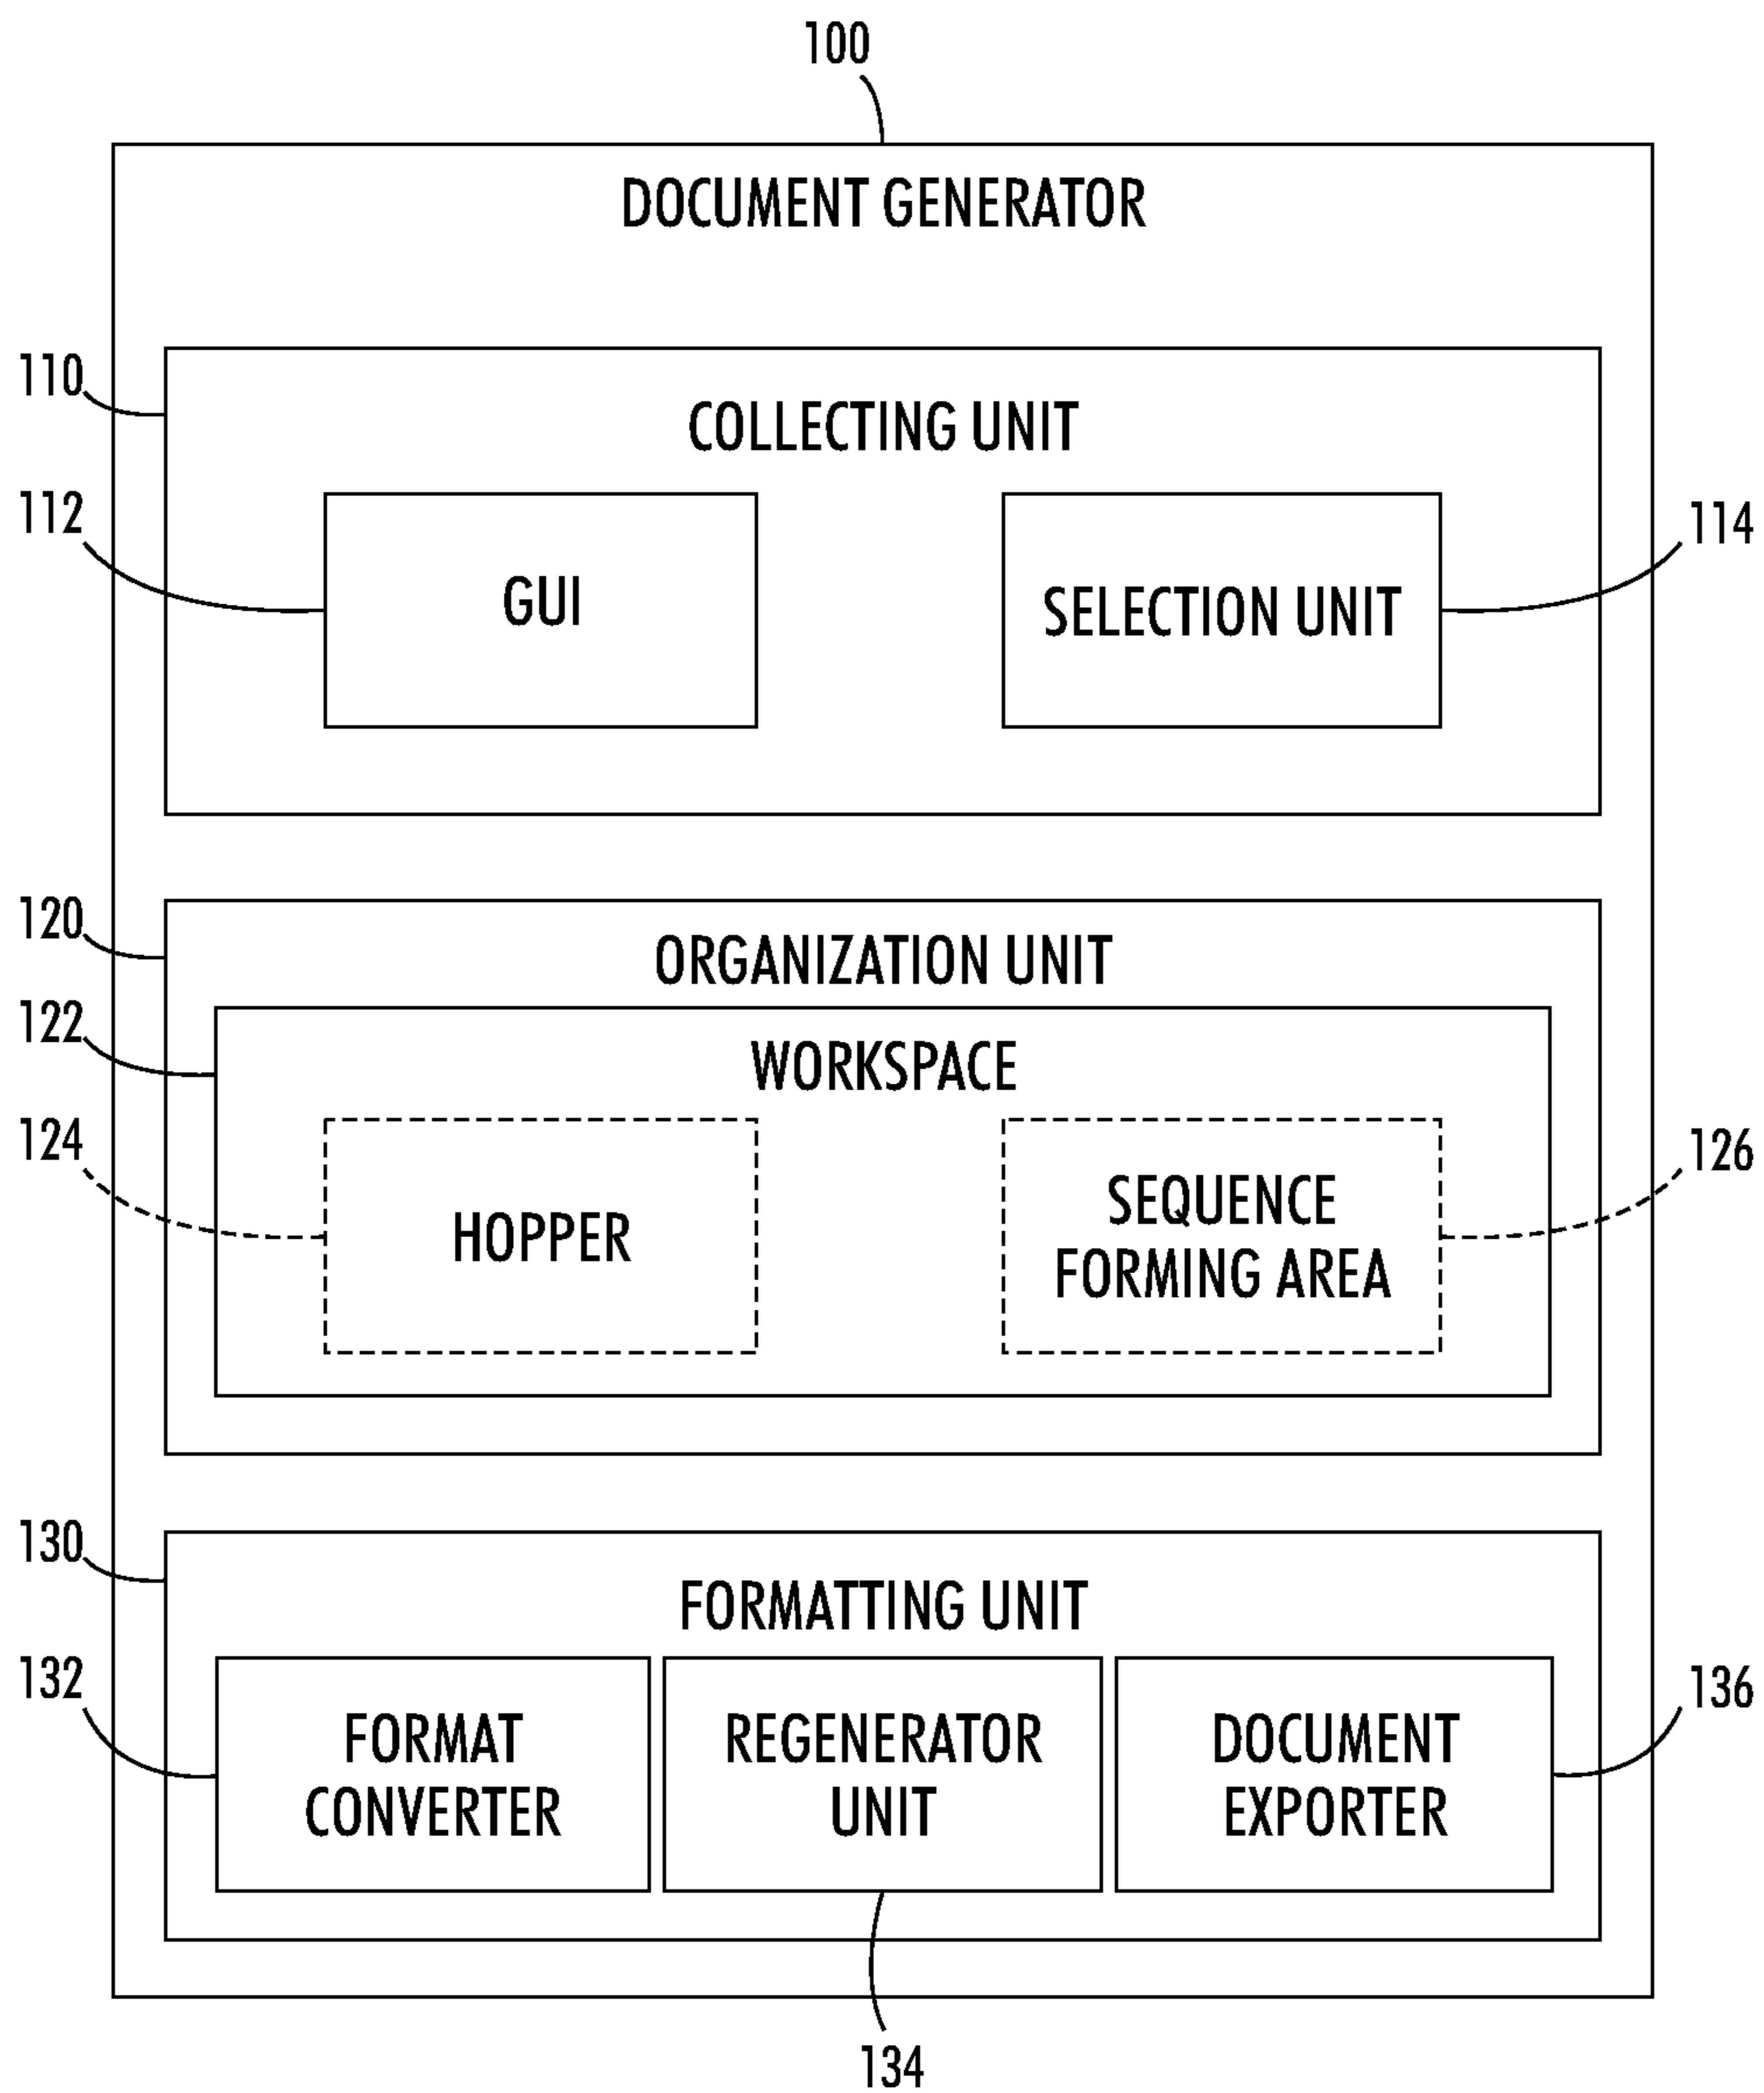 100
DOCUMENT GENERATOR
110
COLLECTING UNIT
112
GUI
SELECTION UNIT
114
120
ORGANIZATION UNIT
122
WORKSPACE
124
HOPPER
SEQUENCE
FORMING AREA
126
130
FORMATTING UNIT
132
FORMAT
CONVERTER
REGENERATOR
UNIT
DOCUMENT
EXPORTER
136
134